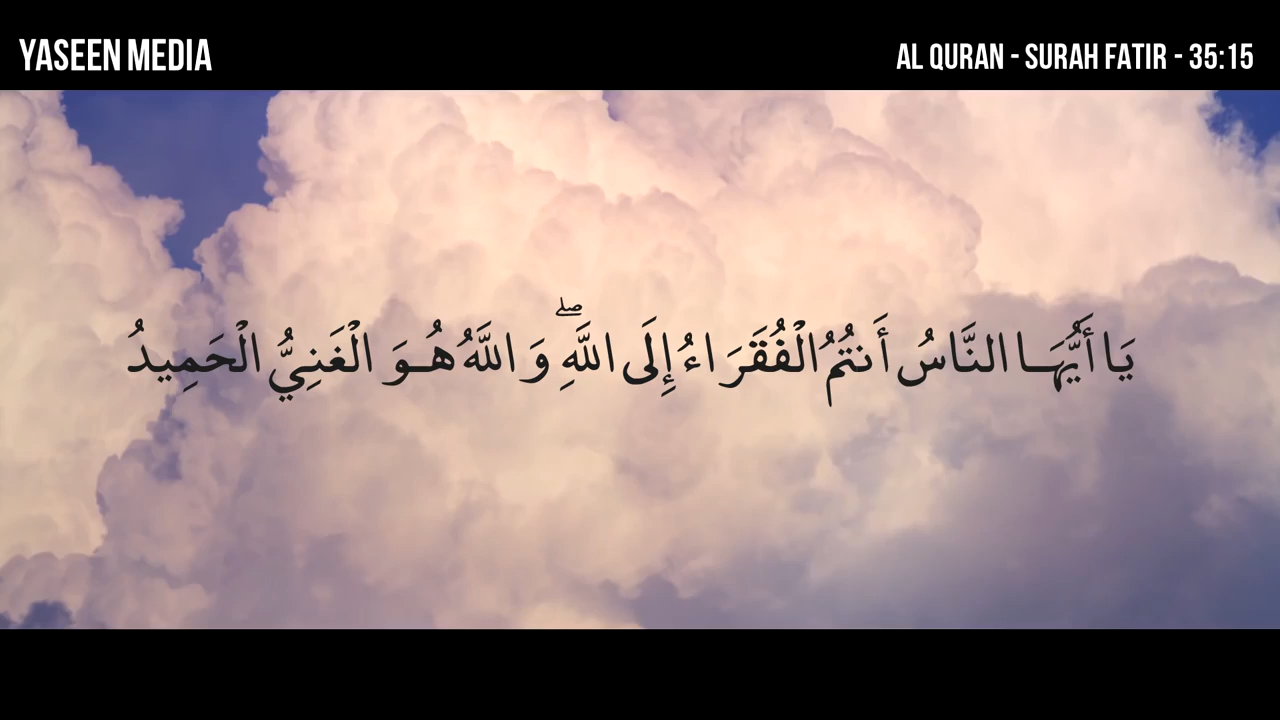 YASEEN MEDIA
AL QURAN - SURAH FATIR - 35:15
يَا أَيُّهَا النَّاسُ أَنتُمُ الْفُقَرَاءُ إِلَى اللَّهِ ۖ وَاللَّهُ هُوَ الْغَنِيُّ الْحَمِيدُ